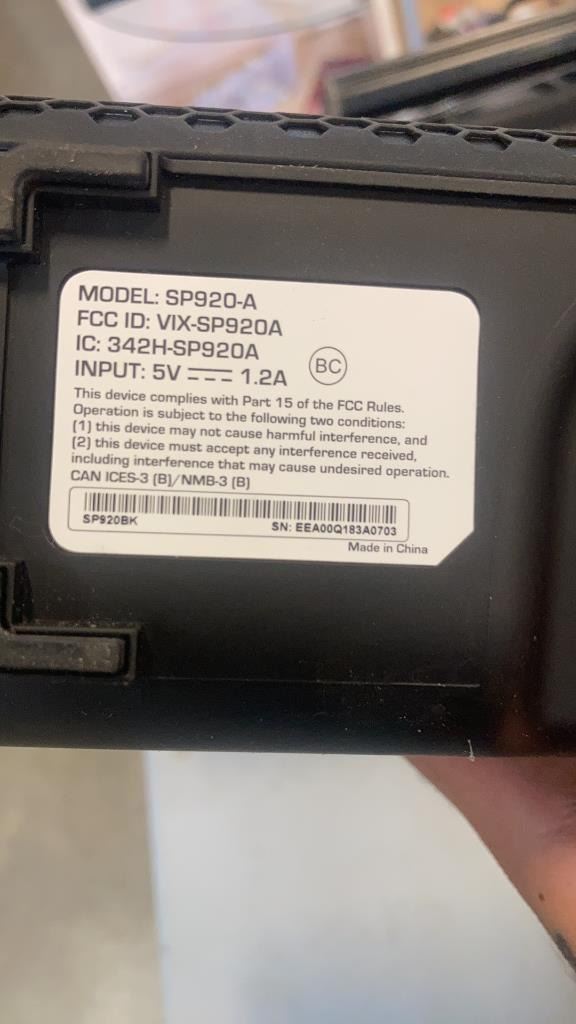 MODEL: SP920-A
FCC ID: VIX-SP920A
IC: 342H-SP920A
BC
INPUT: 5V ⎓ 1.2A
This device complies with Part 15 of the FCC Rules.
Operation is subject to the following two conditions:
(1) this device may not cause harmful interference, and
(2) this device must accept any interference received,
including interference that may cause undesired operation.
CAN ICES-3 (B)/NMB-3 (B)
SP920BK SN: EEA00Q183A0703
Made in China